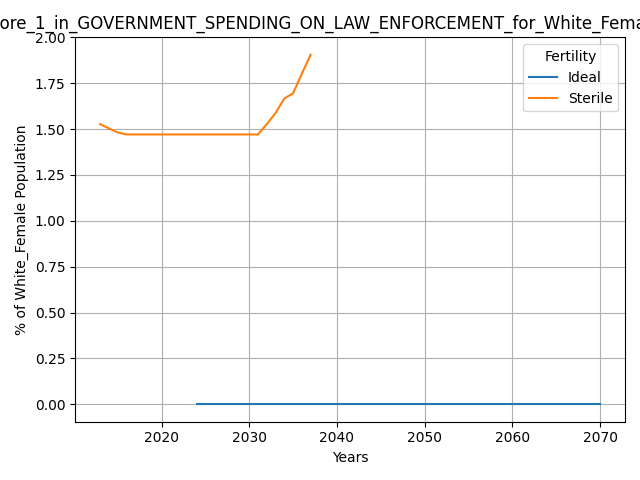 ore_1_in_GOVERNMENT_SPENDING_ON_LAW_ENFORCEMENT_for_White_Fema
Fertility
Ideal
Sterile
% of White_Female Population
2.00
1.75
1.50
1.25
1.00
0.75
0.50
0.25
0.00
2020 2030 2040 2050 2060 2070
Years